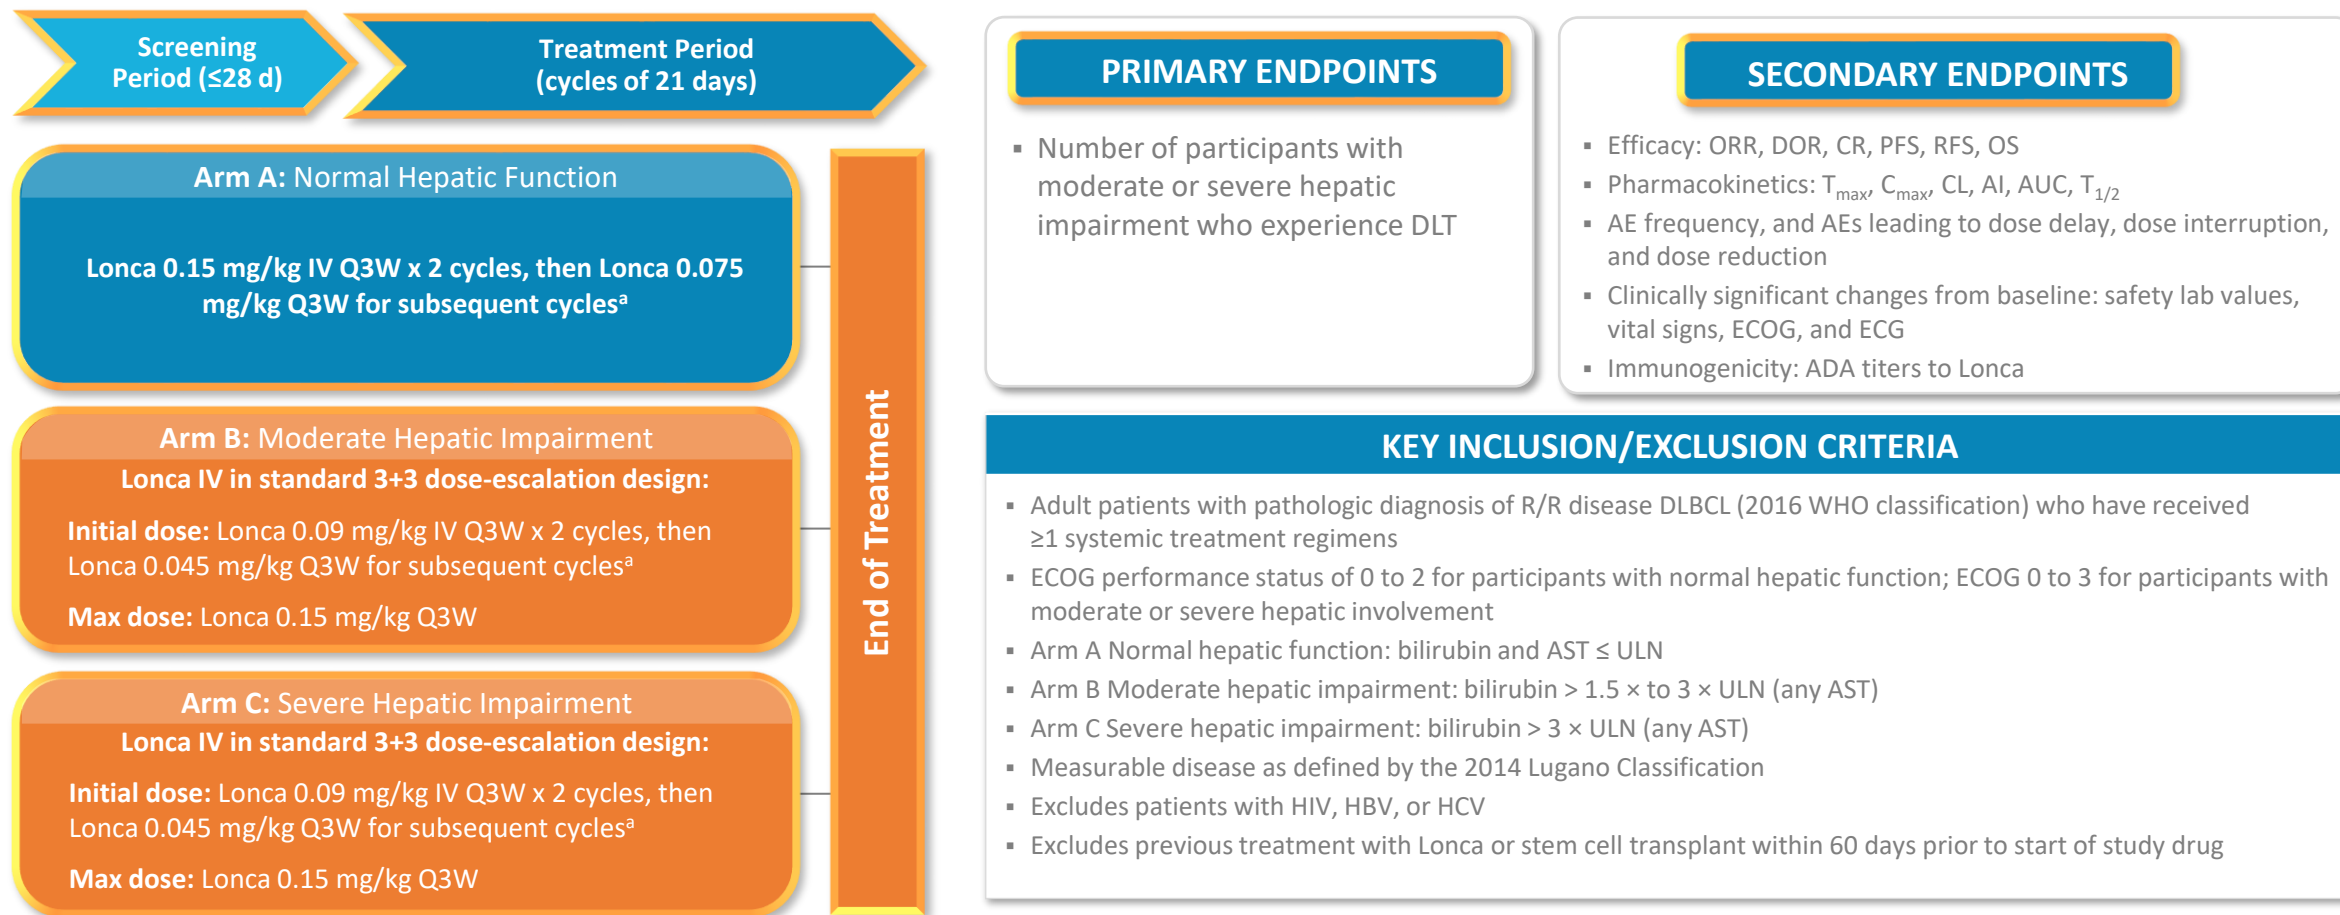 Screening
Period (≤28 d)
Treatment Period
(cycles of 21 days)
Arm A: Normal Hepatic Function
Lonca 0.15 mg/kg IV Q3W x 2 cycles, then Lonca 0.075
mg/kg Q3W for subsequent cyclesᵃ
Arm B: Moderate Hepatic Impairment
Lonca IV in standard 3+3 dose-escalation design:
Initial dose: Lonca 0.09 mg/kg IV Q3W x 2 cycles, then
Lonca 0.045 mg/kg Q3W for subsequent cyclesᵃ
Max dose: Lonca 0.15 mg/kg Q3W
Arm C: Severe Hepatic Impairment
Lonca IV in standard 3+3 dose-escalation design:
Initial dose: Lonca 0.09 mg/kg IV Q3W x 2 cycles, then
Lonca 0.045 mg/kg Q3W for subsequent cyclesᵃ
Max dose: Lonca 0.15 mg/kg Q3W
End of Treatment
PRIMARY ENDPOINTS
▪ Number of participants with
moderate or severe hepatic
impairment who experience DLT
SECONDARY ENDPOINTS
▪ Efficacy: ORR, DOR, CR, PFS, RFS, OS
▪ Pharmacokinetics: Tmax, Cmax, CL, AI, AUC, T1/2
▪ AE frequency, and AEs leading to dose delay, dose interruption,
and dose reduction
▪ Clinically significant changes from baseline: safety lab values,
vital signs, ECOG, and ECG
▪ Immunogenicity: ADA titers to Lonca
KEY INCLUSION/EXCLUSION CRITERIA
▪ Adult patients with pathologic diagnosis of R/R disease DLBCL (2016 WHO classification) who have received
≥1 systemic treatment regimens
▪ ECOG performance status of 0 to 2 for participants with normal hepatic function; ECOG 0 to 3 for participants with
moderate or severe hepatic involvement
▪ Arm A Normal hepatic function: bilirubin and AST ≤ ULN
▪ Arm B Moderate hepatic impairment: bilirubin > 1.5 × to 3 × ULN (any AST)
▪ Arm C Severe hepatic impairment: bilirubin > 3 × ULN (any AST)
▪ Measurable disease as defined by the 2014 Lugano Classification
▪ Excludes patients with HIV, HBV, or HCV
▪ Excludes previous treatment with Lonca or stem cell transplant within 60 days prior to start of study drug